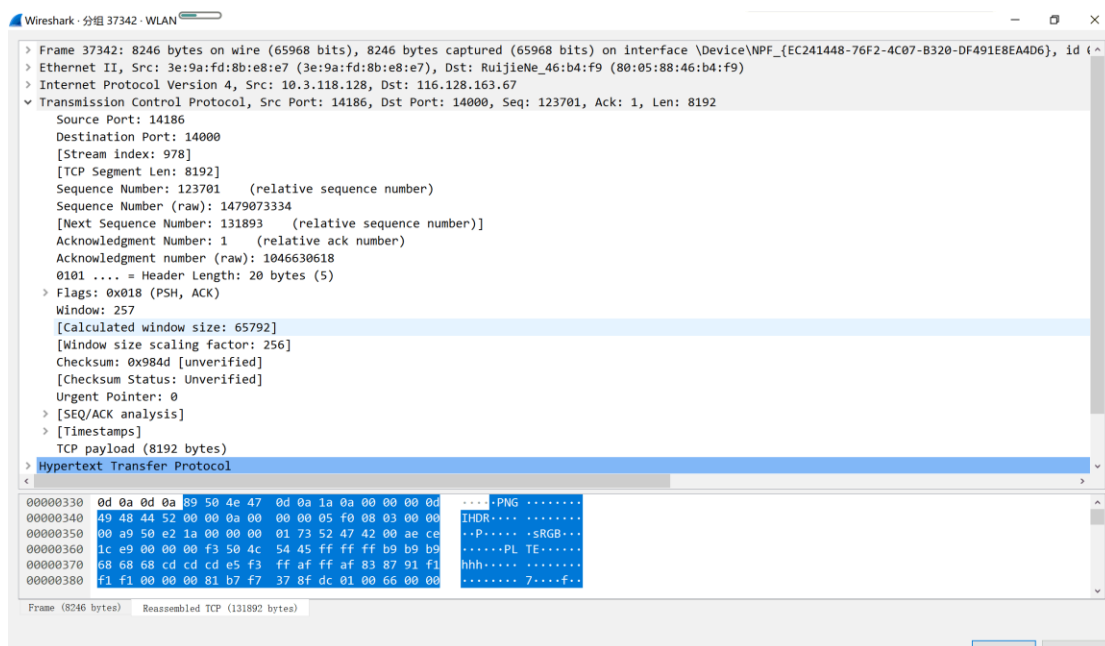 Wireshark · 分组 37342 · WLAN
> Frame 37342: 8246 bytes on wire (65968 bits), 8246 bytes captured (65968 bits) on interface \Device\NPF_{EC241448-76F2-4C07-B320-DF491E8EA4D6}, id
> Ethernet II, Src: 3e:9a:fd:8b:e8:e7 (3e:9a:fd:8b:e8:e7), Dst: RuijieNe_46:b4:f9 (80:05:88:46:b4:f9)
> Internet Protocol Version 4, Src: 10.3.118.128, Dst: 116.128.163.67
Transmission Control Protocol, Src Port: 14186, Dst Port: 14000, Seq: 123701, Ack: 1, Len: 8192
Source Port: 14186
Destination Port: 14000
[Stream index: 978]
[TCP Segment Len: 8192]
Sequence Number: 123701 (relative sequence number)
Sequence Number (raw): 1479073334
[Next Sequence Number: 131893 (relative sequence number)]
Acknowledgment Number: 1 (relative ack number)
Acknowledgment number (raw): 1046630618
0101 .... = Header Length: 20 bytes (5)
> Flags: 0x018 (PSH, ACK)
Window: 257
[Calculated window size: 65792]
[Window size scaling factor: 256]
Checksum: 0x984d [unverified]
[Checksum Status: Unverified]
Urgent Pointer: 0
> [SEQ/ACK analysis]
> [Timestamps]
TCP payload (8192 bytes)
> Hypertext Transfer Protocol
00000330 0d 0a 0d 0a 89 50 4e 47 0d 0a 1a 0a 00 00 00 0d ·····PNG ········
00000340 49 48 44 52 00 00 0a 00 00 00 05 f0 08 03 00 00 IHDR···· ········
00000350 00 a9 50 e2 1a 00 00 00 01 73 52 47 42 00 ae ce ··P····· ·sRGB···
00000360 1c e9 00 00 00 f3 50 4c 54 45 ff ff ff b9 b9 b9 ······PL TE······
00000370 68 68 68 cd cd cd e5 f3 ff af ff af 83 87 91 f1 hhh····· ········
00000380 f1 f1 00 00 00 81 b7 f7 37 8f dc 01 00 66 00 00 ········ 7····f··
Frame (8246 bytes) Reassembled TCP (131892 bytes)